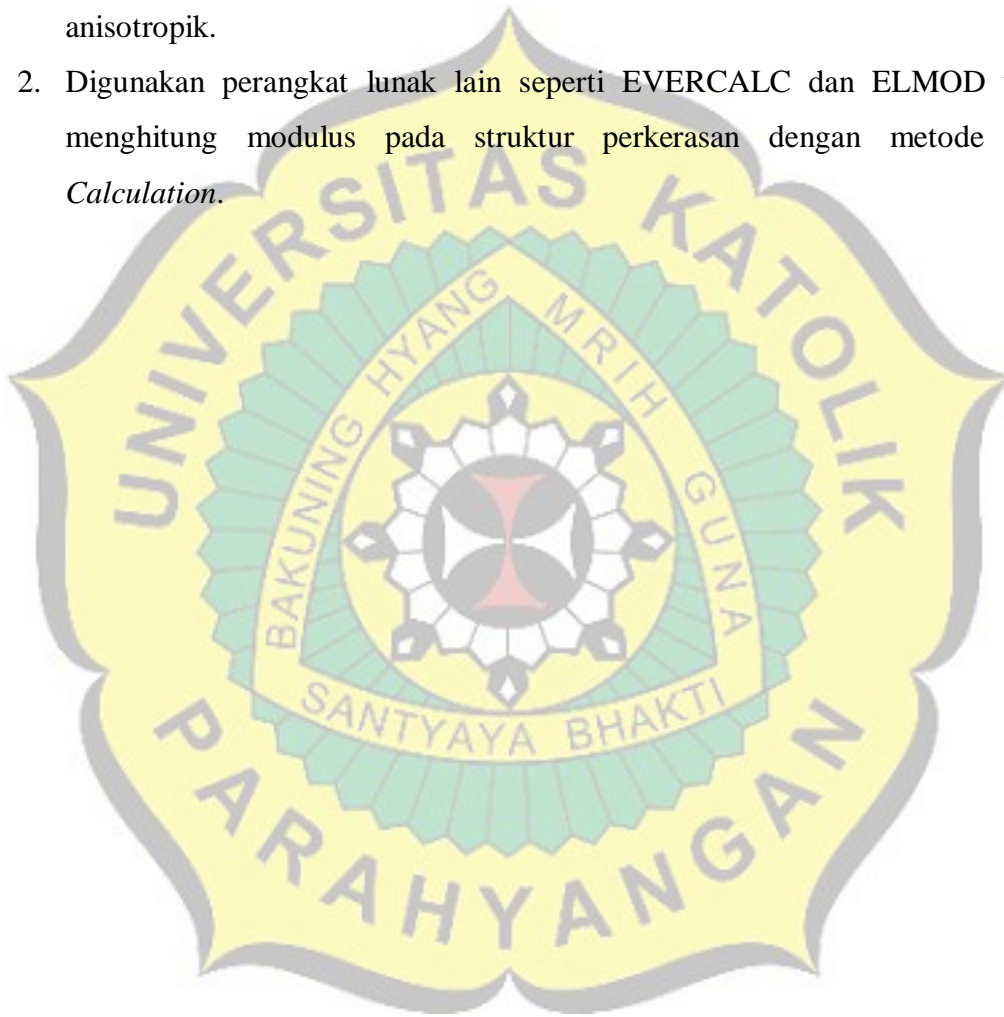 anisotropik.
2. Digunakan perangkat lunak lain seperti EVERCALC dan ELMOD
menghitung modulus pada struktur perkerasan dengan metode
Calculation.
UNIVERSITAS KATOLIK
BAKUNING HYANG MRIH GUNA
SANTYAYA BHAKTI
PARAHYANGAN